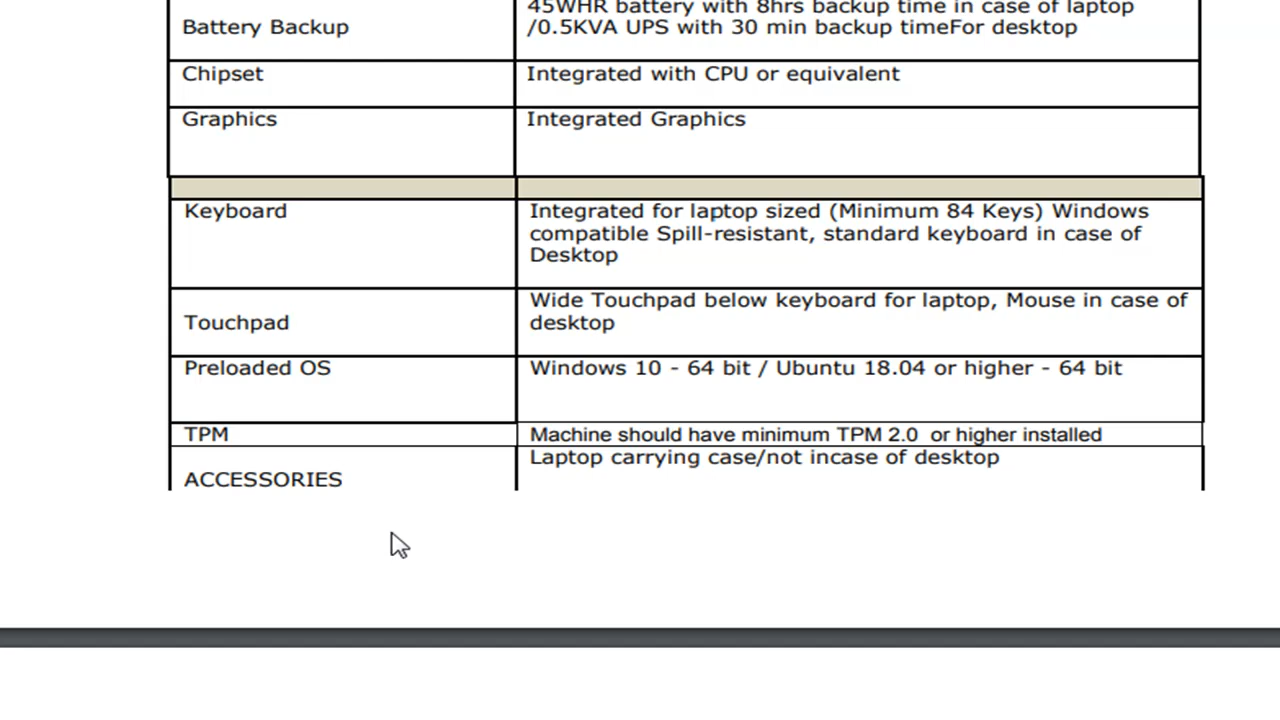 45WHR battery with 8hrs backup time in case of laptop
Battery Backup
/0.5KVA UPS with 30 min backup timeFor desktop
Chipset
Integrated with CPU or equivalent
Graphics
Integrated Graphics
Keyboard
Integrated for laptop sized (Minimum 84 Keys) Windows
compatible Spill-resistant, standard keyboard in case of
Desktop
Wide Touchpad below keyboard for laptop, Mouse in case of
Touchpad
desktop
Preloaded OS
Windows 10 - 64 bit / Ubuntu 18.04 or higher - 64 bit
TPM
Machine should have minimum TPM 2.0  or higher installed
Laptop carrying case/not incase of desktop
ACCESSORIES